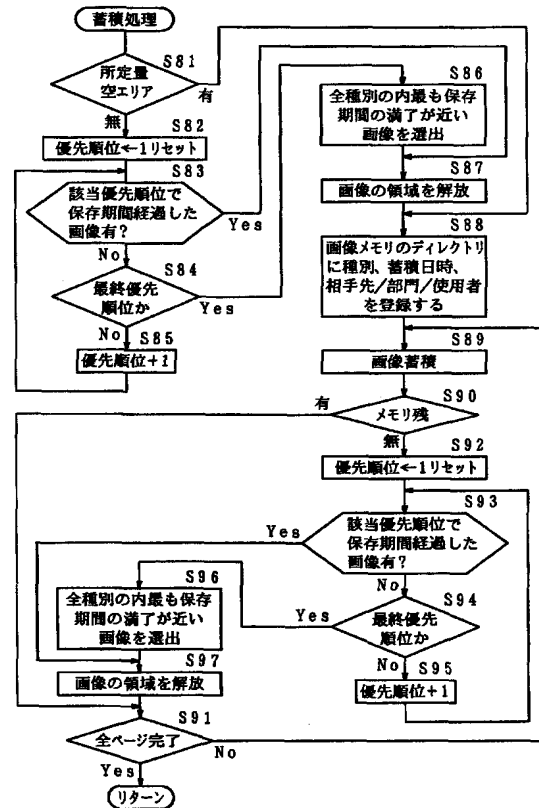 蓄積処理
S81
所定量
空エリア
有
無
S82
優先順位←1リセット
S83
該当優先順位で
保存期間経過した
画像有?
Yes
No
S84
最終優先
順位か
Yes
No
S85
優先順位+1
S86
全種別の内最も保存
期間の満了が近い
画像を選出
S87
画像の領域を解放
S88
画像メモリのディレクトリ
に種別、蓄積日時、
相手先/部門/使用者
を登録する
S89
画像蓄積
S90
有
メモリ残
無
S92
優先順位←1リセット
S93
Yes
該当優先順位で
保存期間経過した
画像有?
No
S94
Yes
最終優先
順位か
No
S95
優先順位+1
S96
全種別の内最も保存
期間の満了が近い
画像を選出
S97
画像の領域を解放
S91
全ページ完了
No
Yes
リターン